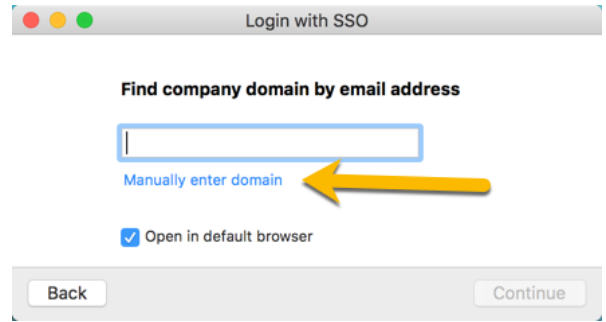 Login with SSO
Find company domain by email address
Manually enter domain
Open in default browser
Back Continue